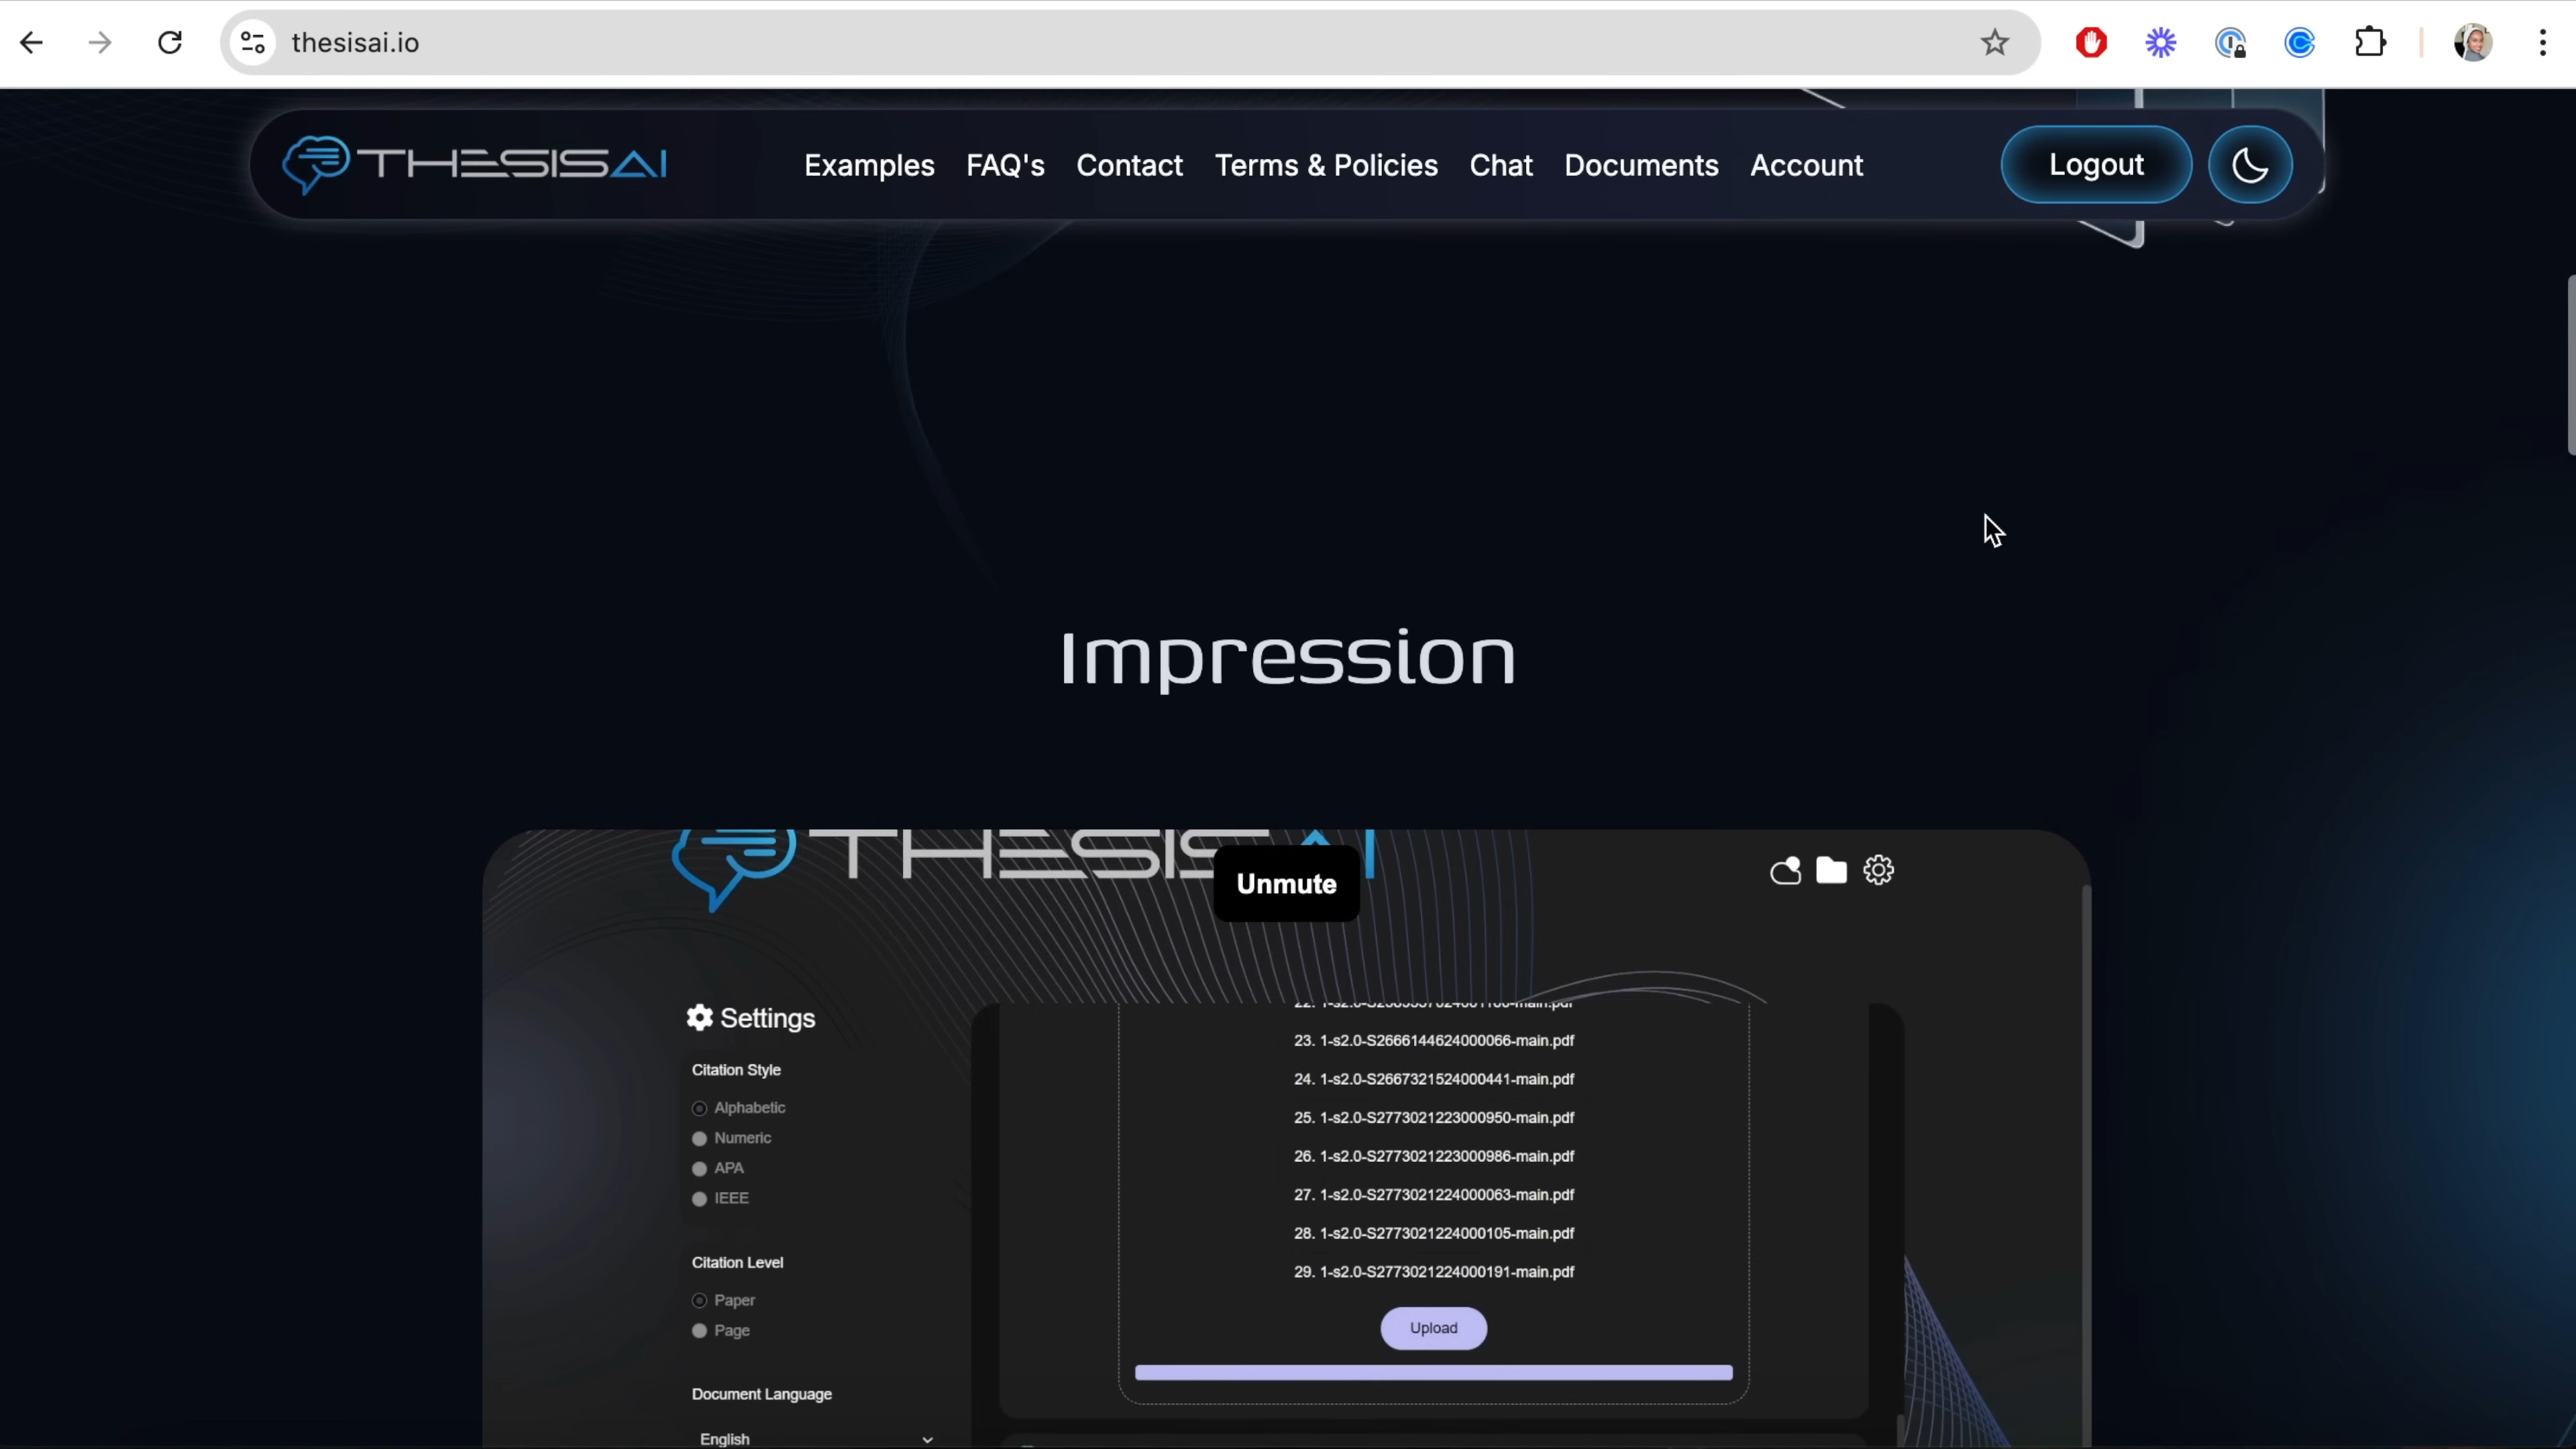 thesisai.io
THESISAI
Examples FAQ's Contact Terms & Policies Chat Documents Account Logout
Impression
THESISAI
Unmute
Settings
Citation Style
Alphabetic
Numeric
APA
IEEE
Citation Level
Paper
Page
Document Language
English
23. 1-s2.0-S2666144624000066-main.pdf
24. 1-s2.0-S2667321524000441-main.pdf
25. 1-s2.0-S2773021223000950-main.pdf
26. 1-s2.0-S2773021223000986-main.pdf
27. 1-s2.0-S2773021224000063-main.pdf
28. 1-s2.0-S2773021224000105-main.pdf
29. 1-s2.0-S2773021224000191-main.pdf
Upload